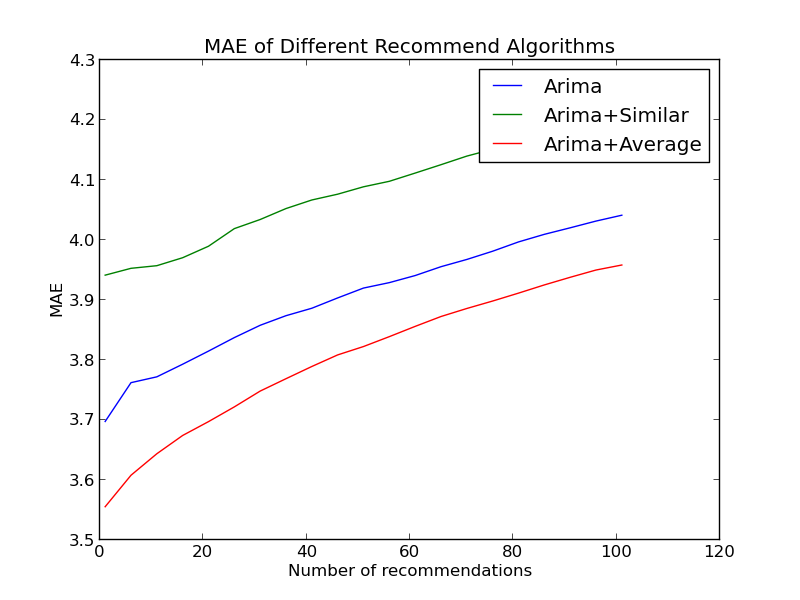 MAE of Different Recommend Algorithms
4.3
4.2
4.1
4.0
3.9
3.8
3.7
3.6
3.5
MAE
Arima
Arima+Similar
Arima+Average
0 20 40 60 80 100 120
Number of recommendations